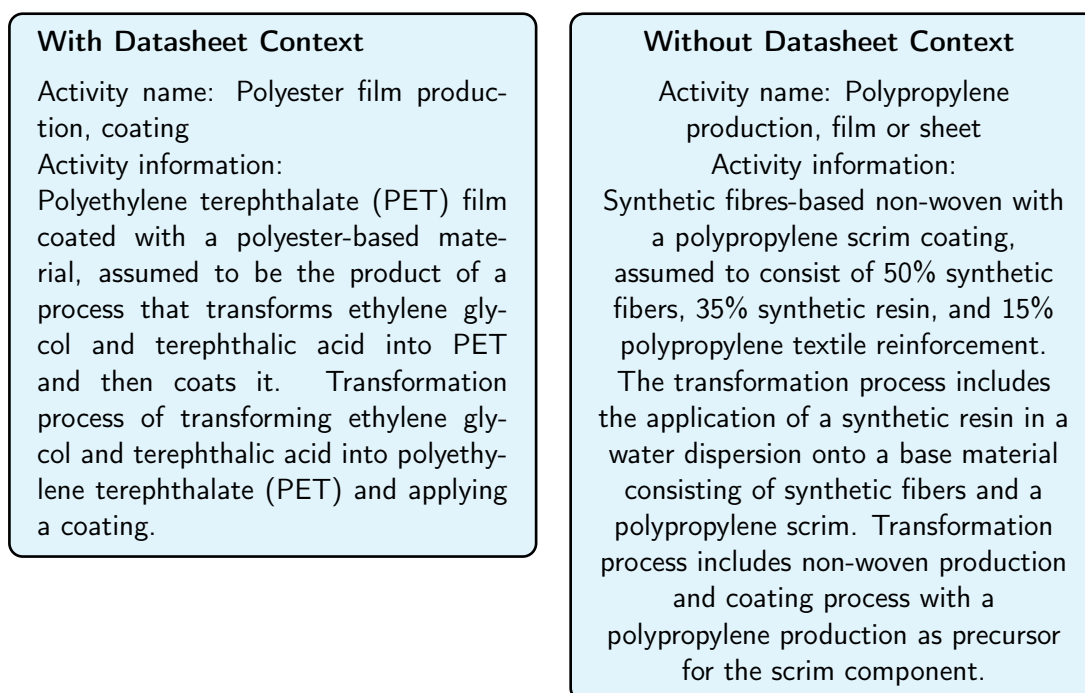 With Datasheet Context
Activity name: Polyester film produc-
tion, coating
Activity information:
Polyethylene terephthalate (PET) film
coated with a polyester-based mate-
rial, assumed to be the product of a
process that transforms ethylene gly-
col and terephthalic acid into PET
and then coats it. Transformation
process of transforming ethylene gly-
col and terephthalic acid into polyethy-
lene terephthalate (PET) and applying
a coating.
Without Datasheet Context
Activity name: Polypropylene
production, film or sheet
Activity information:
Synthetic fibres-based non-woven with
a polypropylene scrim coating,
assumed to consist of 50% synthetic
fibers, 35% synthetic resin, and 15%
polypropylene textile reinforcement.
The transformation process includes
the application of a synthetic resin in a
water dispersion onto a base material
consisting of synthetic fibers and a
polypropylene scrim. Transformation
process includes non-woven production
and coating process with a
polypropylene production as precursor
for the scrim component.